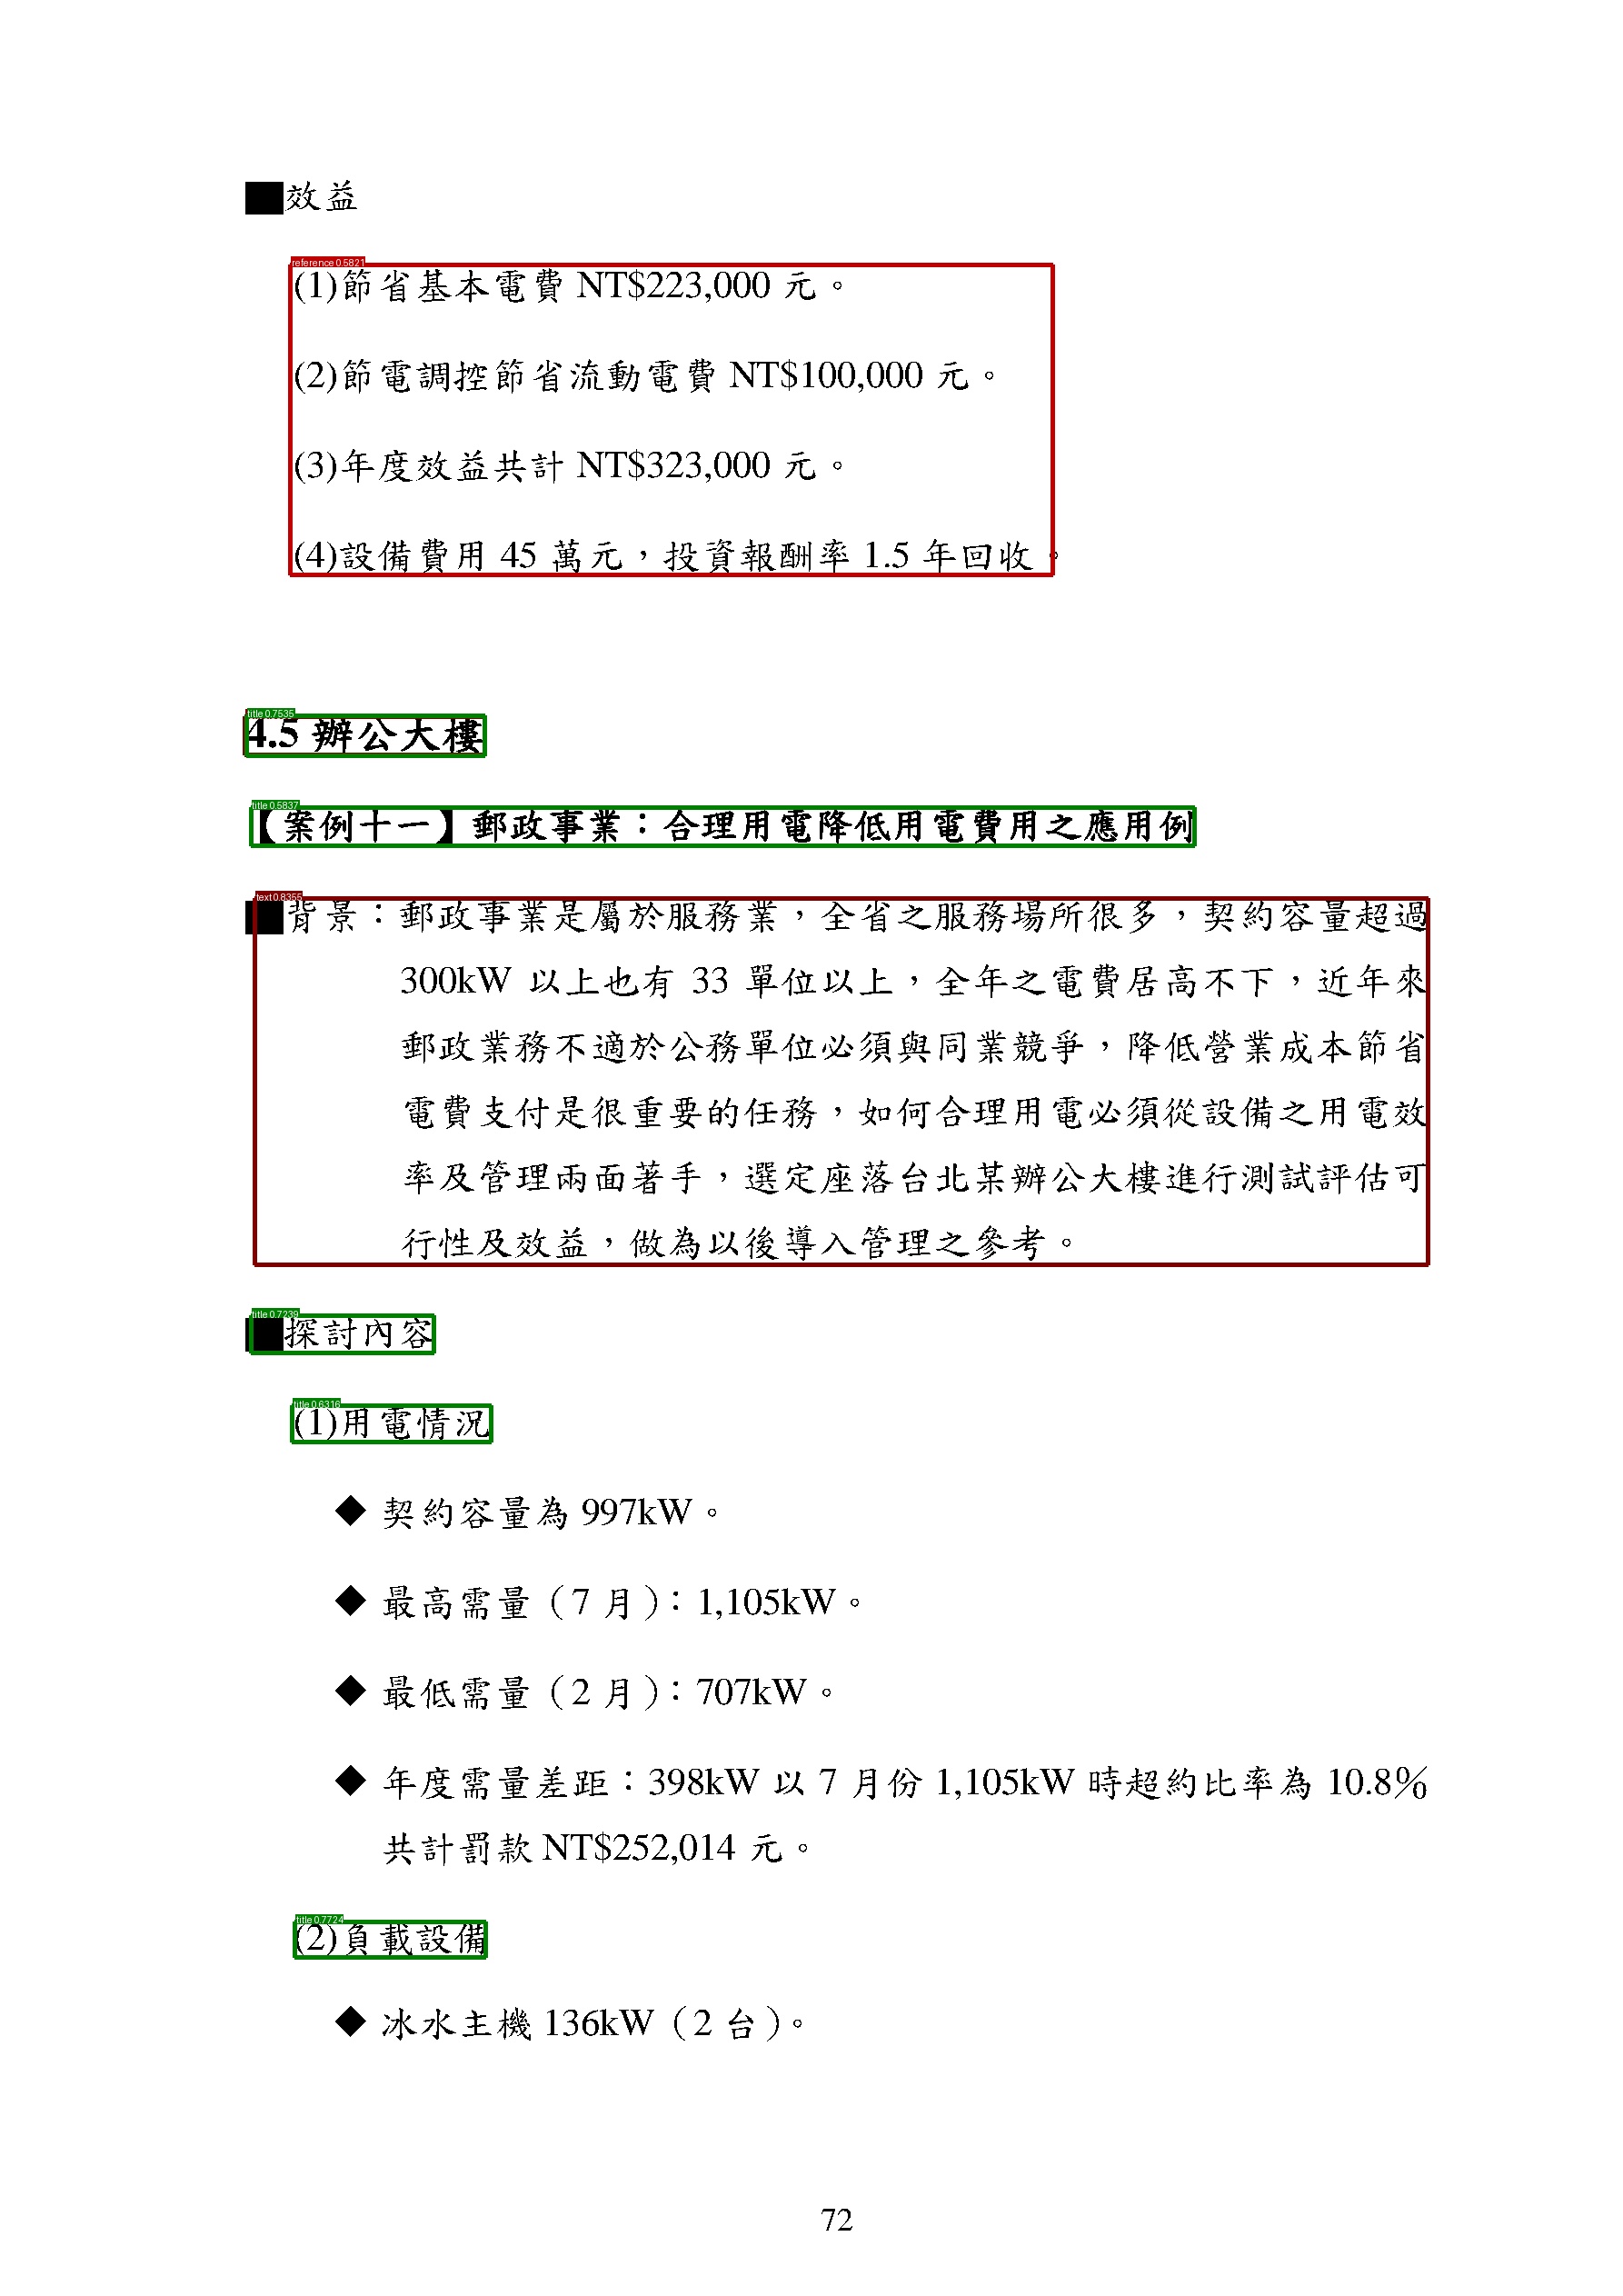 ■效益
reference 0.5821
(1)節省基本電費 NT$223,000 元。
(2)節電調控節省流動電費 NT$100,000 元。
(3)年度效益共計 NT$323,000 元。
(4)設備費用 45 萬元，投資報酬率 1.5 年回收。
title 0.7535
4.5 辦公大樓
title 0.5837
【案例十一】郵政事業：合理用電降低用電費用之應用例
text 0.8355
■背景：郵政事業是屬於服務業，全省之服務場所很多，契約容量超過
300kW 以上也有 33 單位以上，全年之電費居高不下，近年來
郵政業務不適於公務單位必須與同業競爭，降低營業成本節省
電費支付是很重要的任務，如何合理用電必須從設備之用電效
率及管理兩面著手，選定座落台北某辦公大樓進行測試評估可
行性及效益，做為以後導入管理之參考。
title 0.7239
■探討內容
title 0.6316
(1)用電情況
◆ 契約容量為 997kW。
◆ 最高需量（7 月）：1,105kW。
◆ 最低需量（2 月）：707kW。
◆ 年度需量差距：398kW 以 7 月份 1,105kW 時超約比率為 10.8％
共計罰款 NT$252,014 元。
title 0.7724
(2)負載設備
◆ 冰水主機 136kW（2 台）。
72